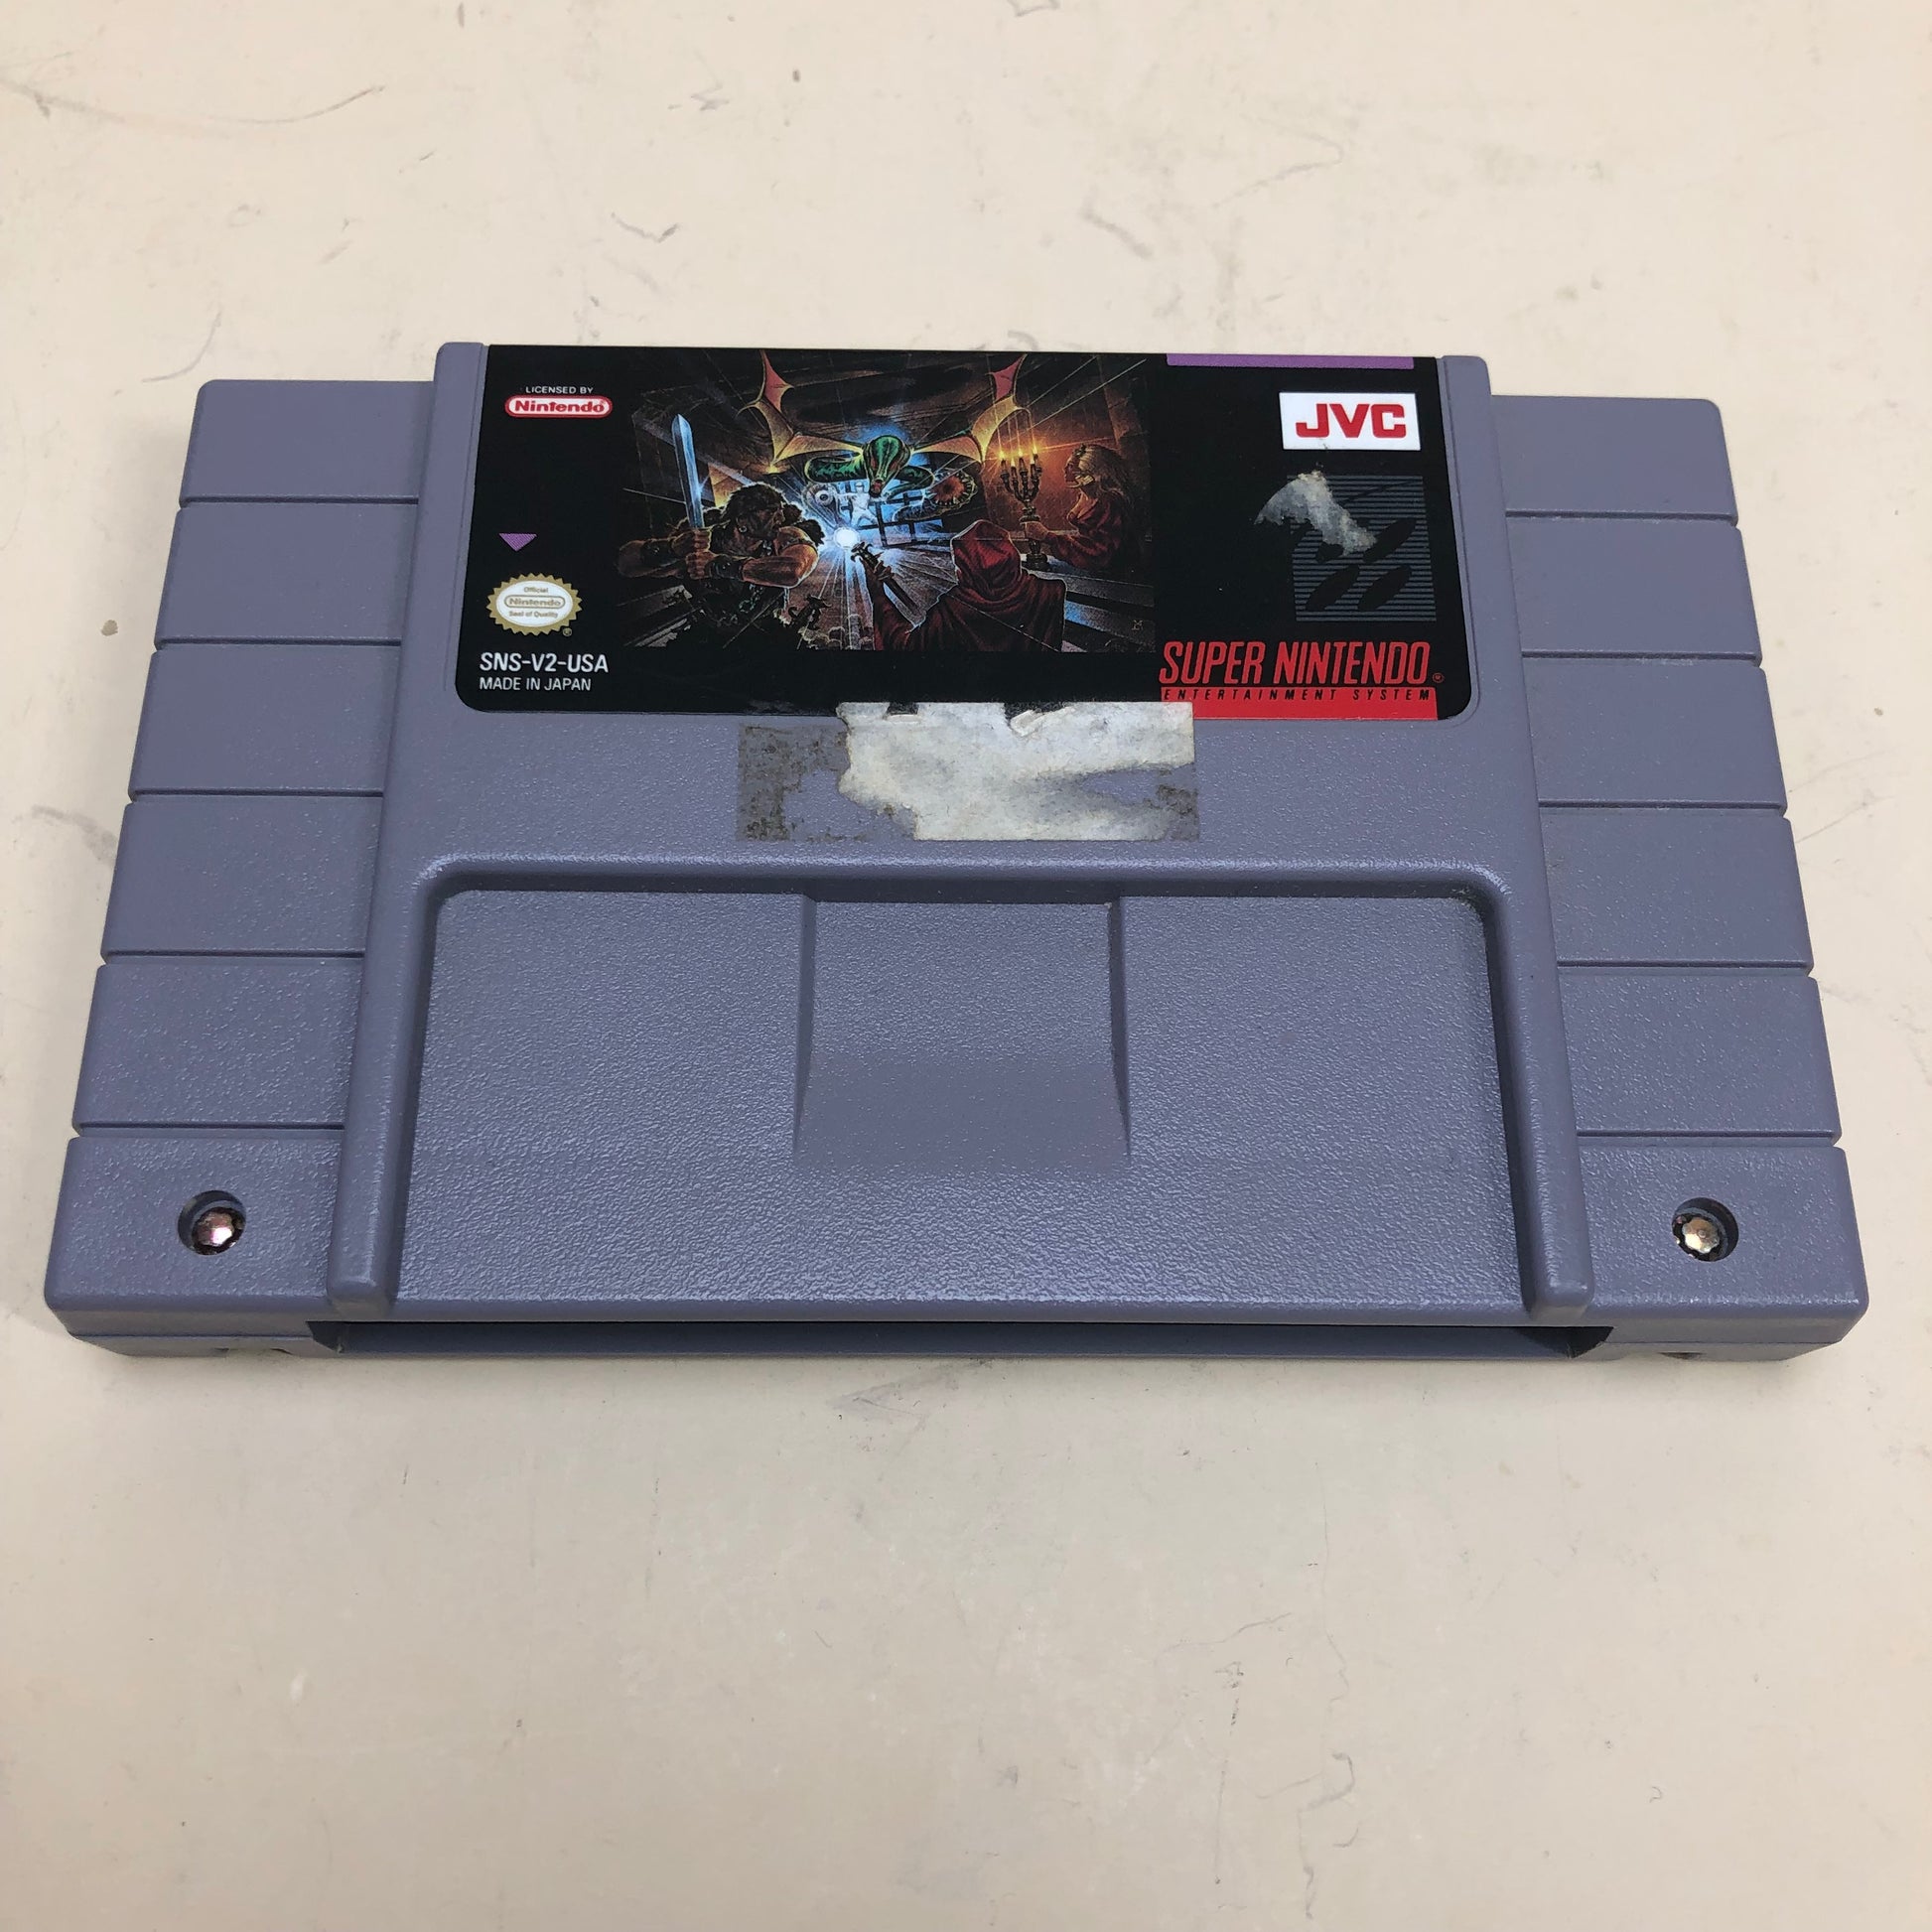 LICENSED BY
Nintendo
JVC
Official
Nintendo
Seal of Quality
®
SNS-V2-USA
MADE IN JAPAN
SUPER NINTENDO®
ENTERTAINMENT SYSTEM